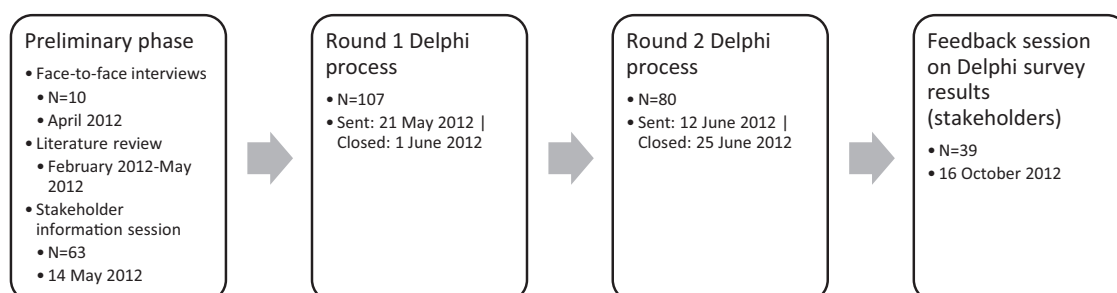 Preliminary phase
• Face-to-face interviews
• N=10
• April 2012
• Literature review
• February 2012-May
2012
• Stakeholder
information session
• N=63
• 14 May 2012
Round 1 Delphi
process
• N=107
• Sent: 21 May 2012 |
Closed: 1 June 2012
Round 2 Delphi
process
• N=80
• Sent: 12 June 2012 |
Closed: 25 June 2012
Feedback session
on Delphi survey
results
(stakeholders)
• N=39
• 16 October 2012